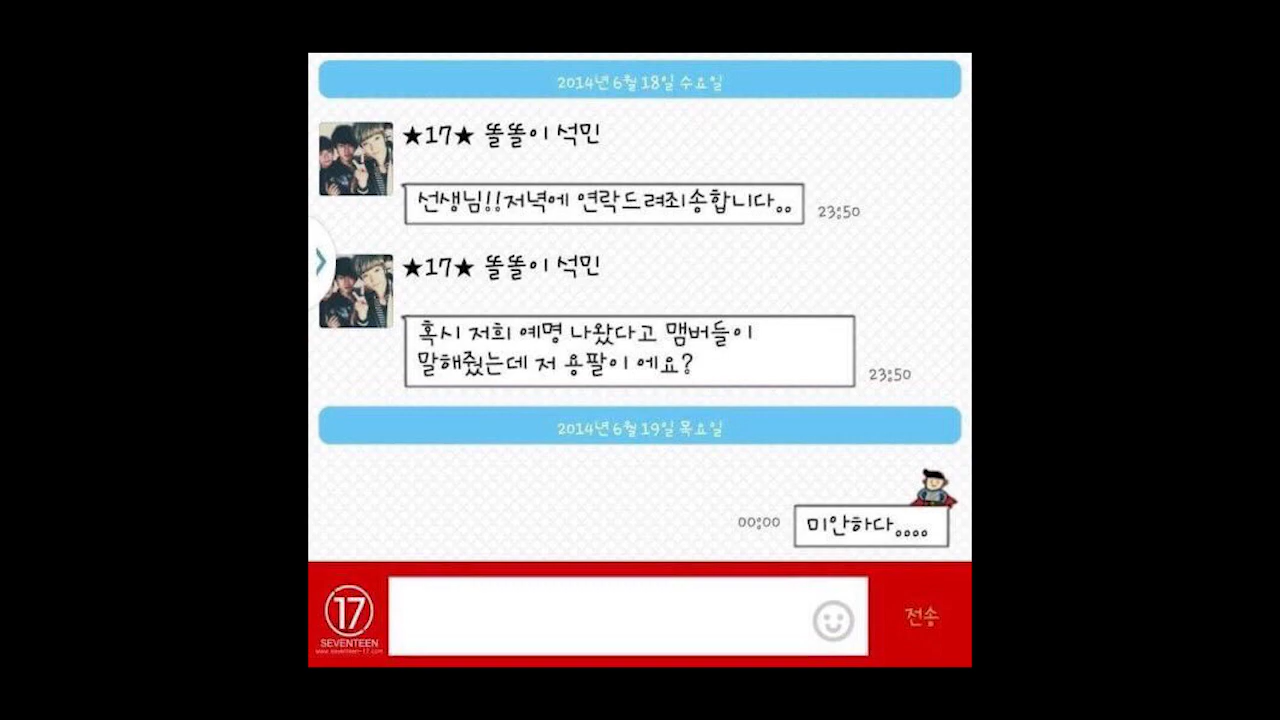 2014년 6월 18일 수요일
★17★ 똘똘이 석민
선생님!!저녁에 연락드려죄송합니다..
23:50
★17★ 똘똘이 석민
혹시 저희 예명 나왔다고 맴버들이
말해줬는데 저 용팔이 에요?
23:50
2014년 6월 19일 목요일
00:00
미안하다....
17
SEVENTEEN
www.seventeen-17.com
전송